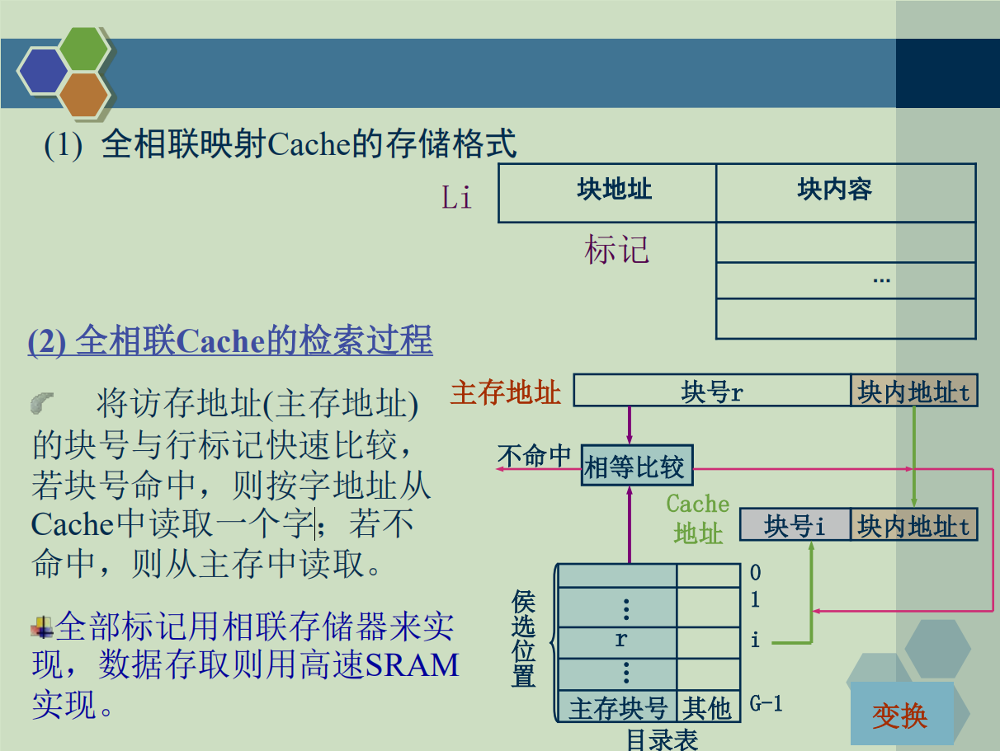 (1) 全相联映射Cache的存储格式
Li
块地址
块内容
标记
…
(2) 全相联Cache的检索过程
将访存地址(主存地址)
的块号与行标记快速比较，
若块号命中，则按字地址从
Cache中读取一个字；若不
命中，则从主存中读取。
全部标记用相联存储器来实
现，数据存取则用高速SRAM
实现。
主存地址
块号r
块内地址t
不命中
相等比较
Cache
地址
块号i
块内地址t
侯选位置
0
⋮
1
r
i
⋮
主存块号
其他
G-1
目录表
变换